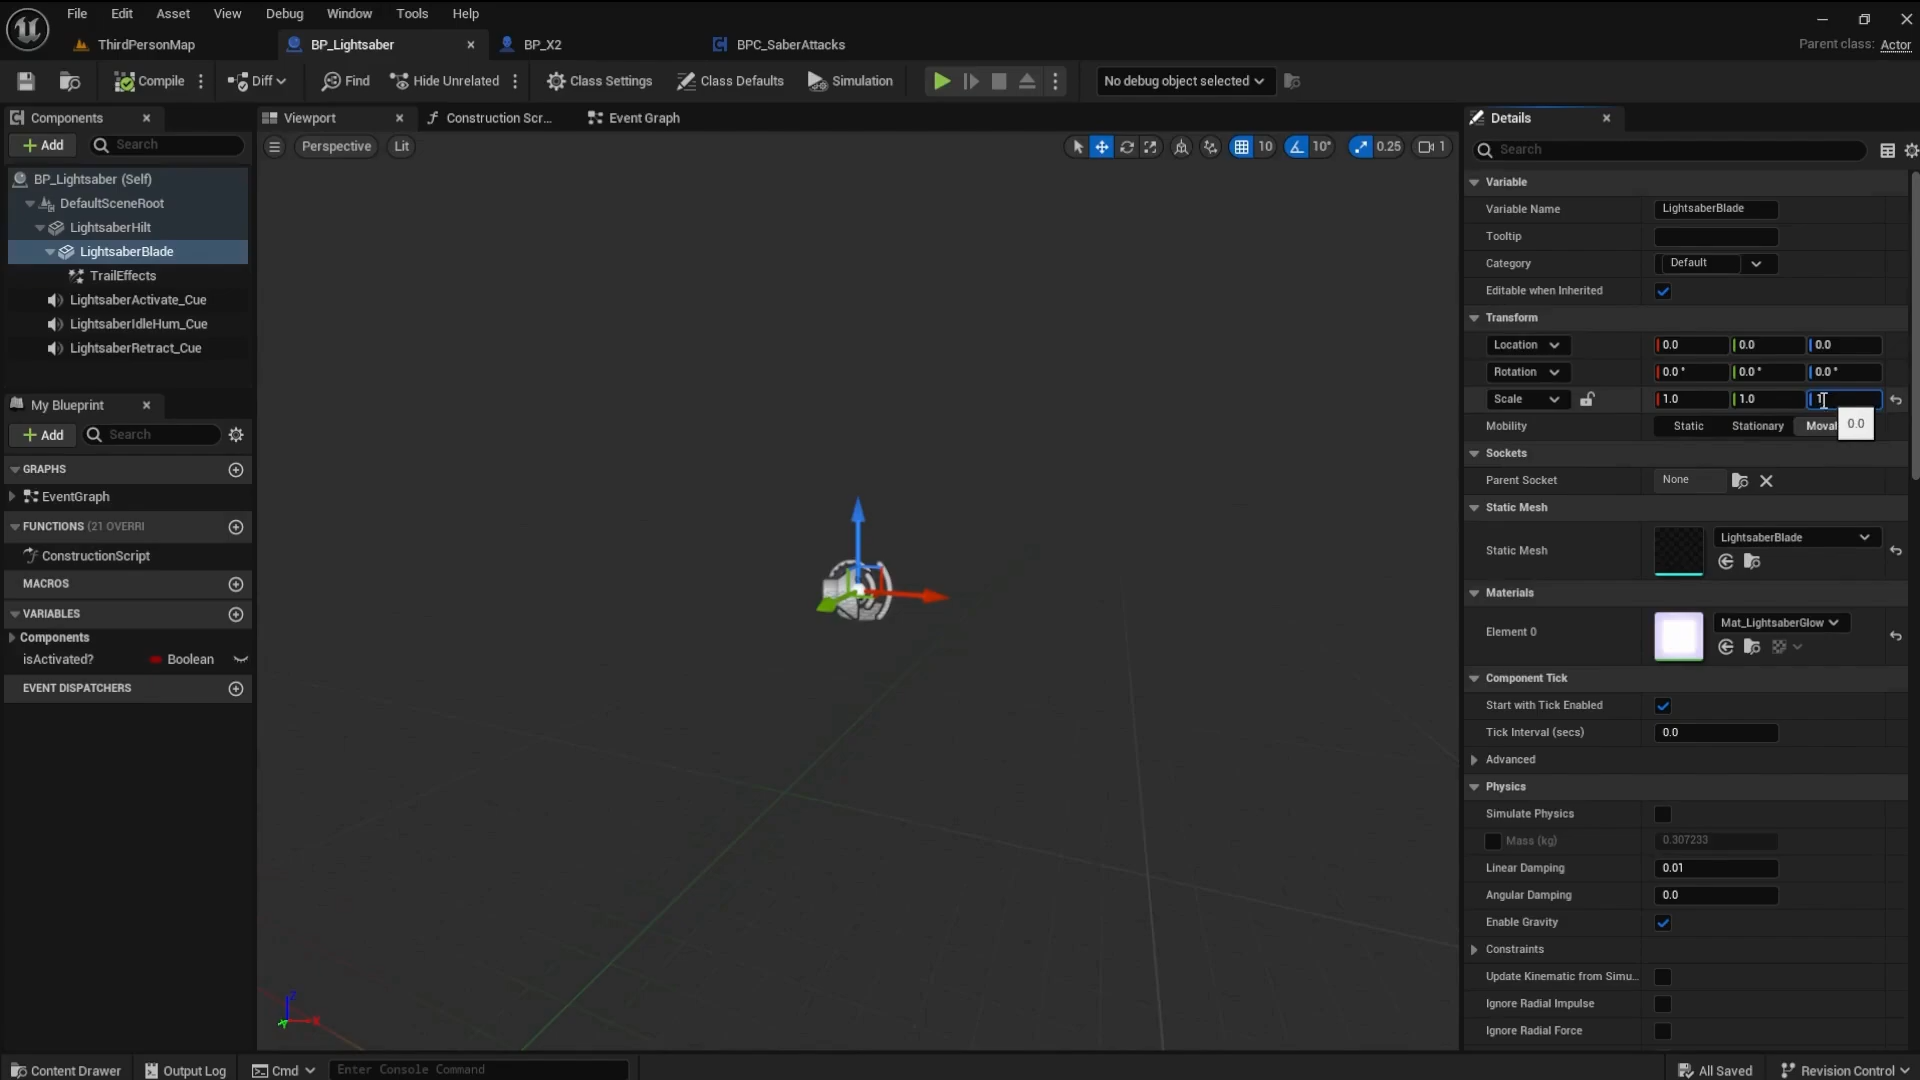 File Edit Asset View Debug Window Tools Help
ThirdPersonMap BP_Lightsaber BP_X2 BPC_SaberAttacks Parent class: Actor
Compile Diff Find Hide Unrelated Class Settings Class Defaults Simulation No debug object selected
Components
Add Search
BP_Lightsaber (Self)
DefaultSceneRoot
LightsaberHilt
LightsaberBlade
TrailEffects
LightsaberActivate_Cue
LightsaberIdleHum_Cue
LightsaberRetract_Cue
My Blueprint
Add Search
GRAPHS
EventGraph
FUNCTIONS (21 OVERRI
ConstructionScript
MACROS
VARIABLES
Components
isActivated? Boolean
EVENT DISPATCHERS
Viewport Construction Scr... Event Graph
Perspective Lit 10 10° 0.25 1
Z
X
Y
Details
Search
Variable
Variable Name LightsaberBlade
Tooltip
Category Default
Editable when Inherited
Transform
Location 0.0 0.0 0.0
Rotation 0.0 ° 0.0 ° 0.0 °
Scale 1.0 1.0 1
Mobility Static Stationary Moval 0.0
Sockets
Parent Socket None
Static Mesh
Static Mesh LightsaberBlade
Materials
Element 0 Mat_LightsaberGlow
Component Tick
Start with Tick Enabled
Tick Interval (secs) 0.0
Advanced
Physics
Simulate Physics
Mass (kg) 0.307233
Linear Damping 0.01
Angular Damping 0.0
Enable Gravity
Constraints
Update Kinematic from Simu...
Ignore Radial Impulse
Ignore Radial Force
Content Drawer Output Log Cmd Enter Console Command All Saved Revision Control